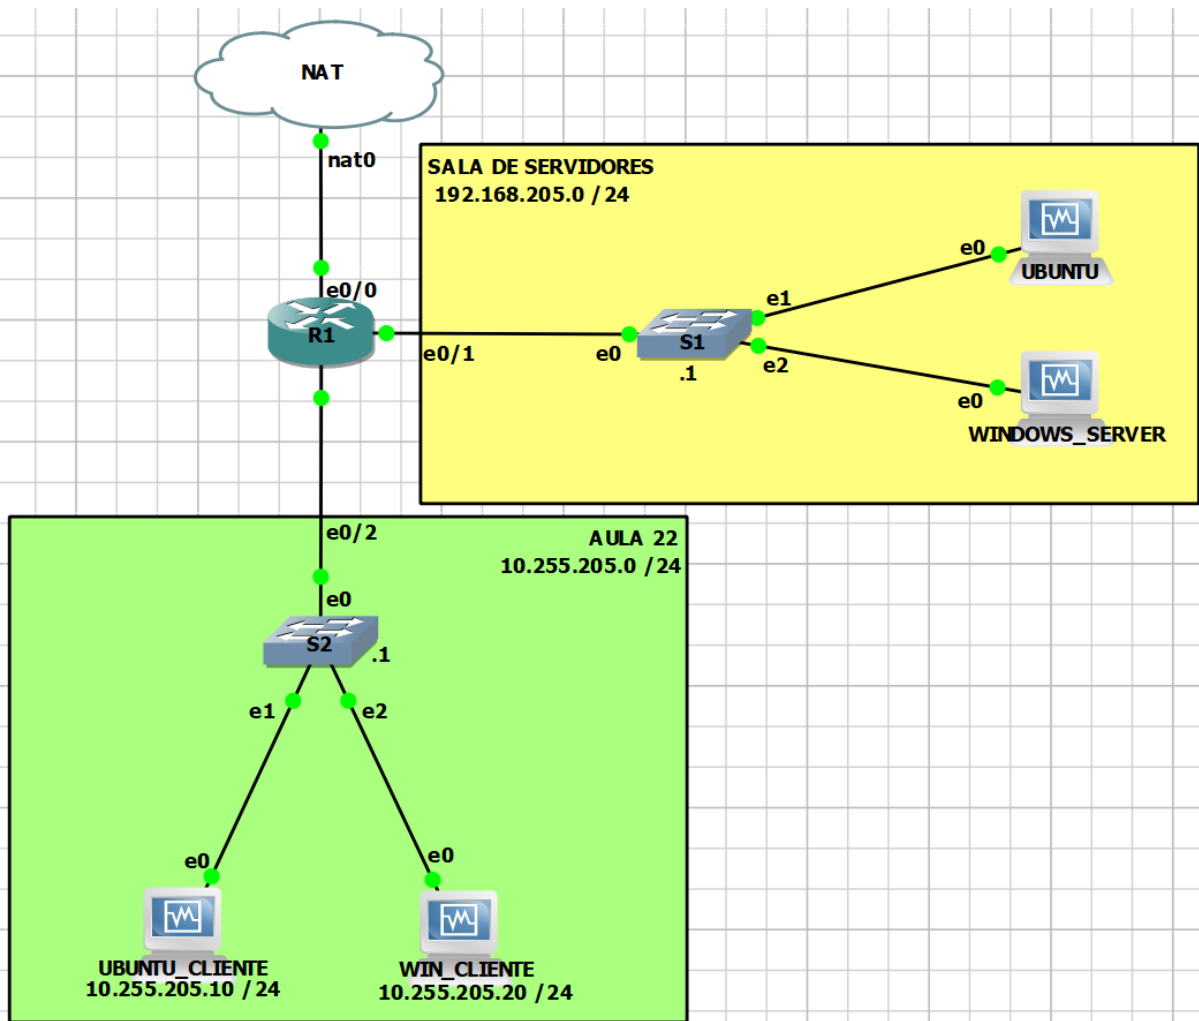 NAT
nat0
SALA DE SERVIDORES
192.168.205.0 / 24
e0
UBUNTU
e0/0
e1
R1
S1
e0/1
e0
e2
.1
e0
WINDOWS_SERVER
e0/2
AULA 22
10.255.205.0 / 24
e0
S2
.1
e1
e2
e0
e0
UBUNTU_CLIENTE
10.255.205.10 / 24
WIN_CLIENTE
10.255.205.20 / 24